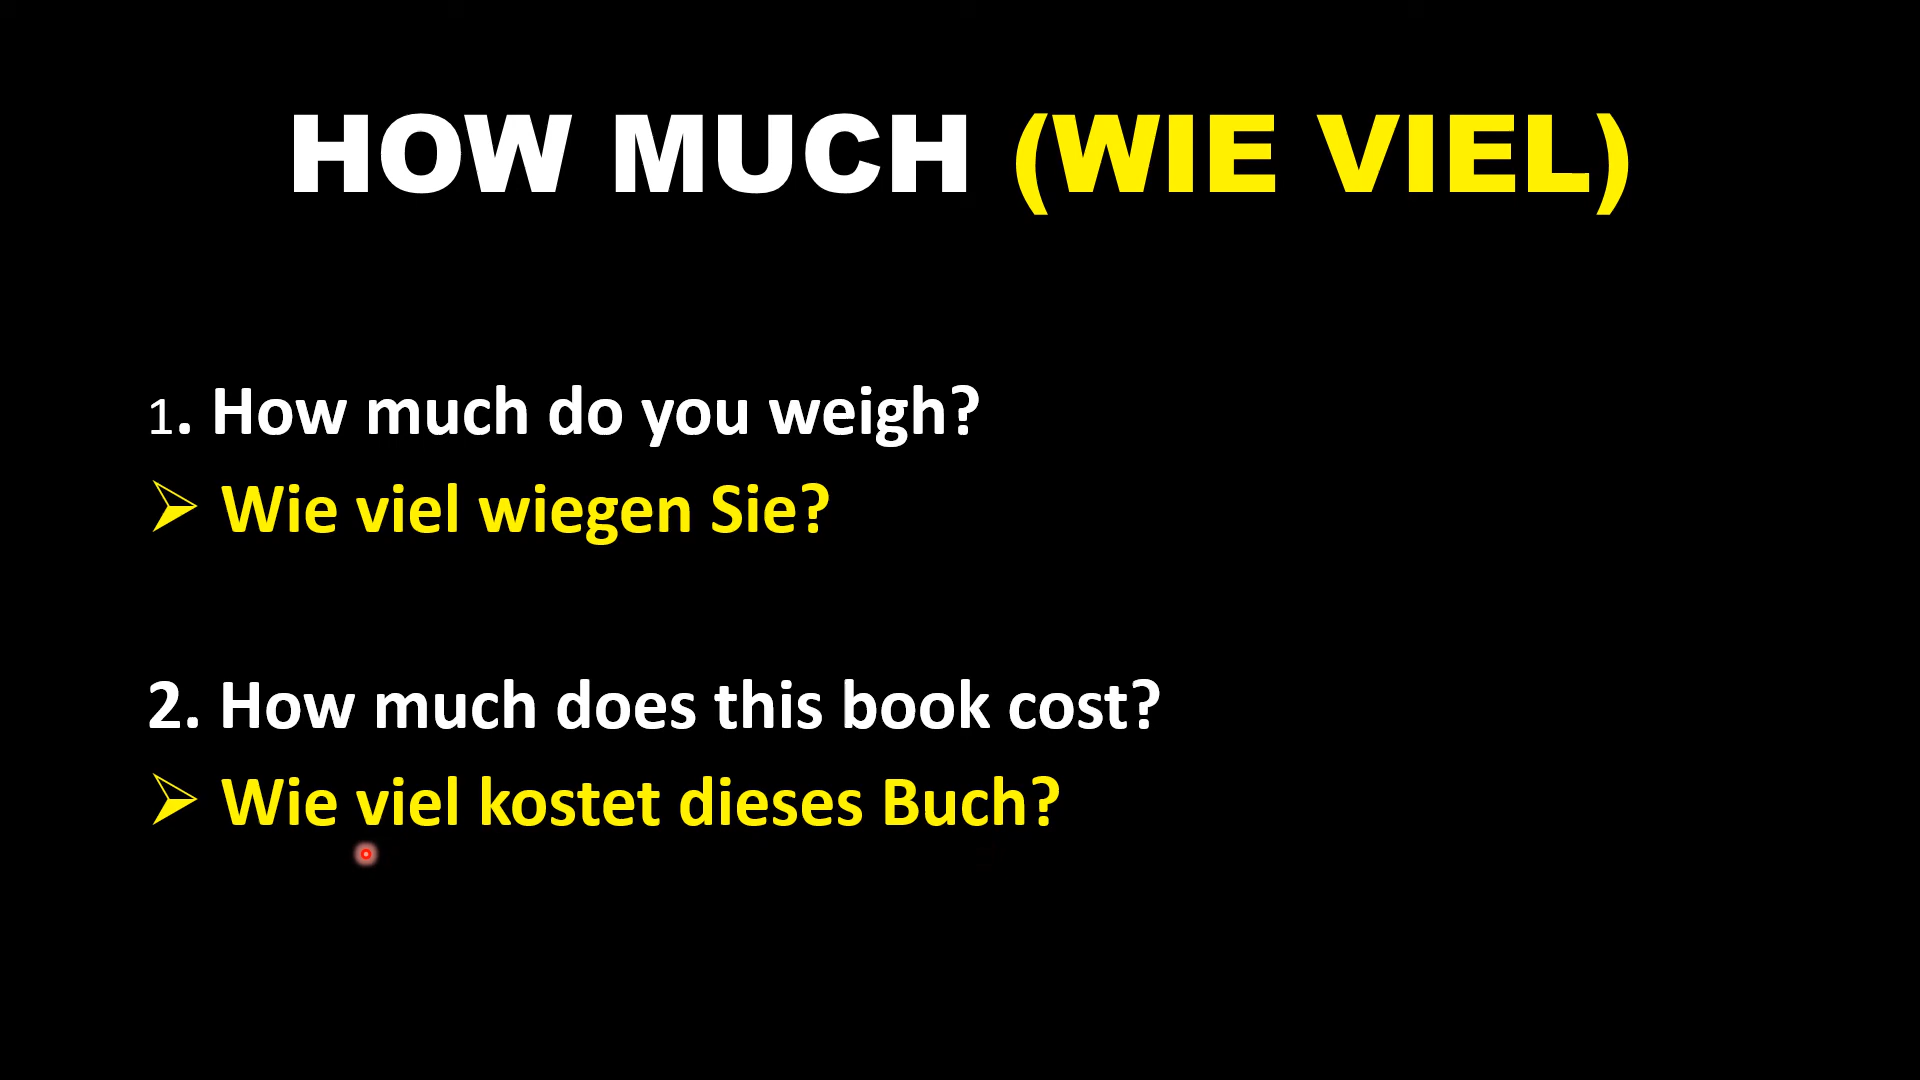 HOW MUCH (WIE VIEL)
1. How much do you weigh?
Wie viel wiegen Sie?
2. How much does this book cost?
Wie viel kostet dieses Buch?